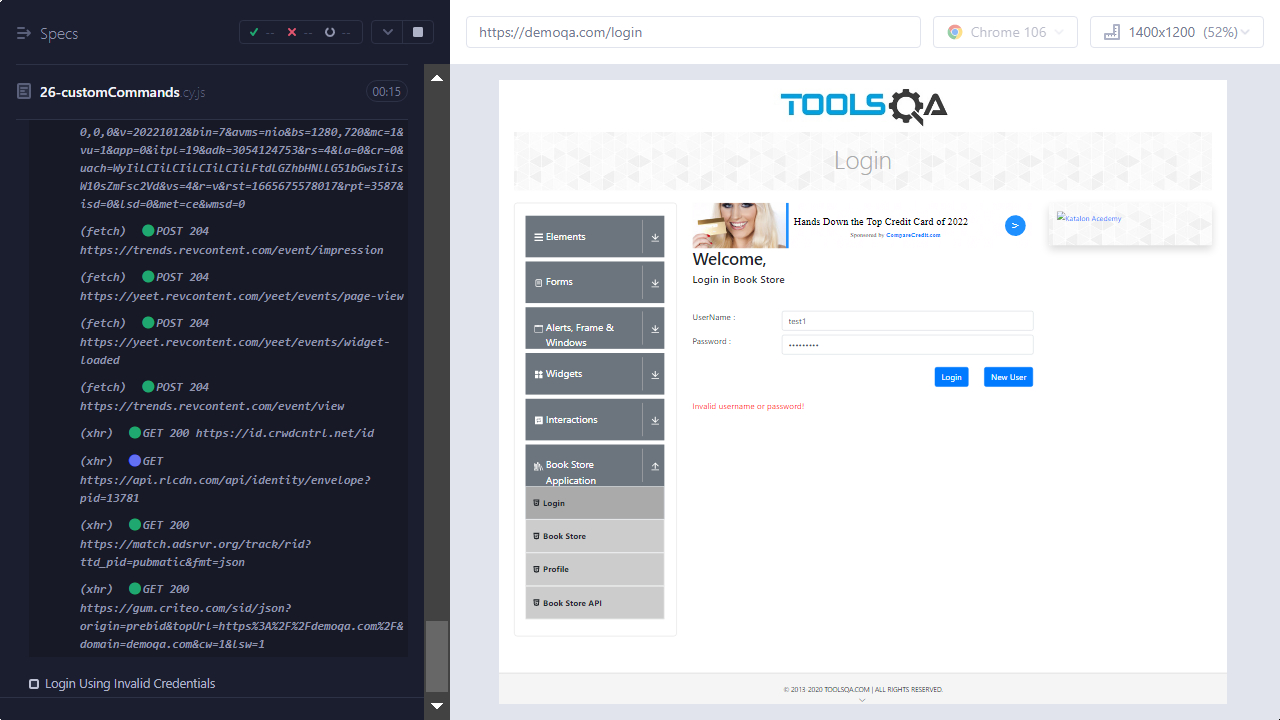 Specs
--
--
--
26-customCommands cy.js
00:15
0,0,0&v=20221012&bin=7&avms=nio&bs=1280,720&mc=1&
vu=1&app=0&itpl=19&adk=3054124753&rs=4&la=0&cr=0&
uach=WyIiLCIiLCIiLCIiLCIiLFtdLGZhbHNlLG51bGwsIiIs
W10sZmFsc2Vd&vs=4&r=v&rst=1665675578017&rpt=3587&
isd=0&lsd=0&met=ce&wmsd=0
(fetch) POST 204
https://trends.revcontent.com/event/impression
(fetch) POST 204
https://yeet.revcontent.com/yeet/events/page-view
(fetch) POST 204
https://yeet.revcontent.com/yeet/events/widget-
loaded
(fetch) POST 204
https://trends.revcontent.com/event/view
(xhr) GET 200 https://id.crwdcntrl.net/id
(xhr) GET
https://api.rlcdn.com/api/identity/envelope?
pid=13781
(xhr) GET 200
https://match.adsrvr.org/track/rid?
ttd_pid=pubmatic&fmt=json
(xhr) GET 200
https://gum.criteo.com/sid/json?
origin=prebid&topUrl=https%3A%2F%2Fdemoqa.com%2F&
domain=demoqa.com&cw=1&lsw=1
Login Using Invalid Credentials
https://demoqa.com/login
Chrome 106
1400x1200 (52%)
TOOLSQA
Login
Elements
Forms
Alerts, Frame &
Windows
Widgets
Interactions
Book Store
Application
Login
Book Store
Profile
Book Store API
Hands Down the Top Credit Card of 2022
Sponsored by CompareCredit.com
>
Katalon Acedemy
Welcome,
Login in Book Store
UserName :
test1
Password :
•••••••••
Login
New User
Invalid username or password!
© 2013-2020 TOOLSQA.COM | ALL RIGHTS RESERVED.